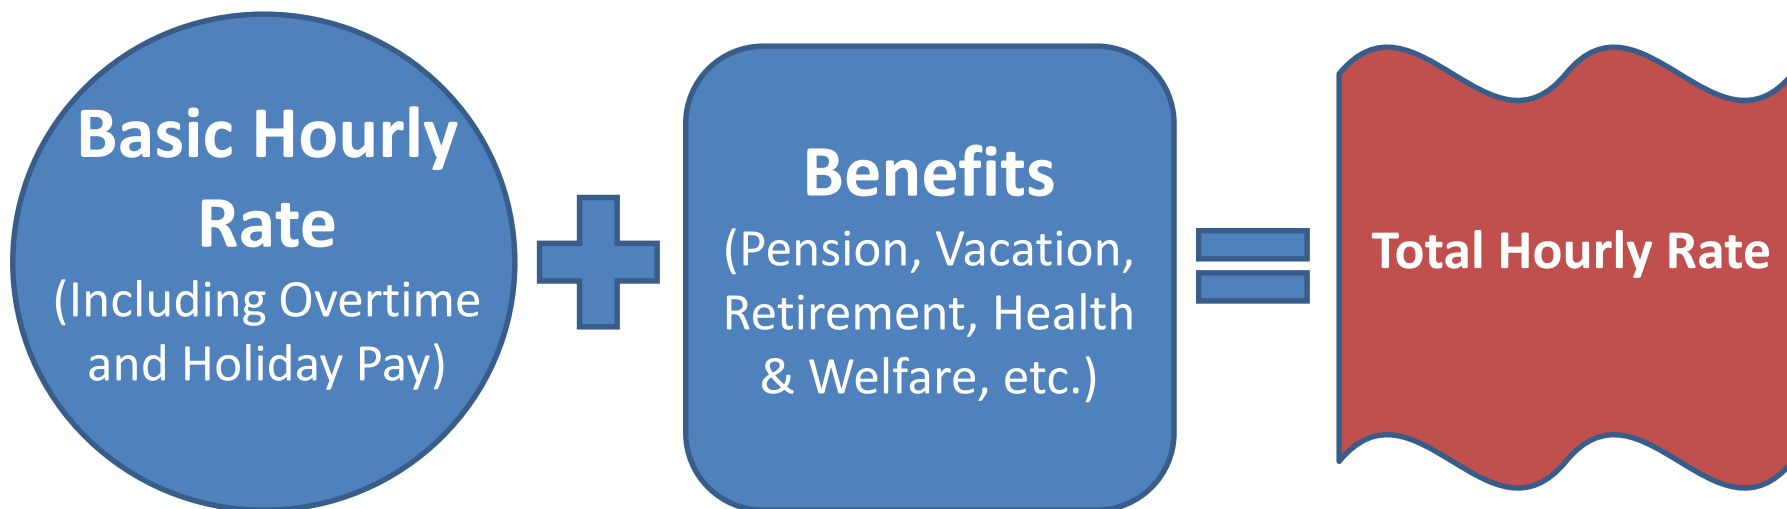 Basic Hourly
Rate
(Including Overtime
and Holiday Pay)
Benefits
(Pension, Vacation,
Retirement, Health
& Welfare, etc.)
Total Hourly Rate